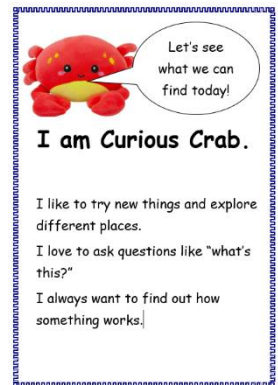 Let's see
what we can
find today!
I am Curious Crab.
I like to try new things and explore
different places.
I love to ask questions like "what's
this?"
I always want to find out how
something works.